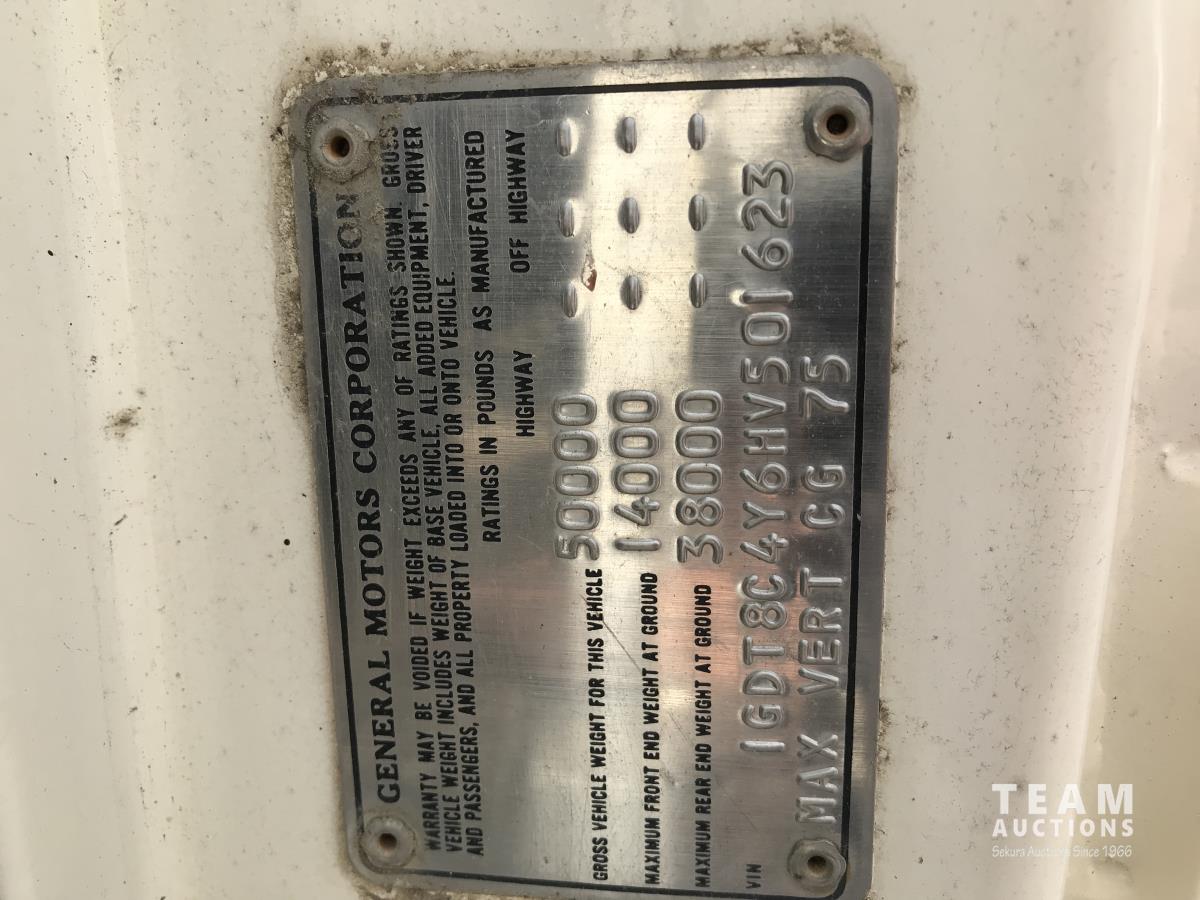 GENERAL MOTORS CORPORATION
WARRANTY MAY BE VOIDED IF WEIGHT EXCEEDS ANY OF RATINGS SHOWN. GROSS
VEHICLE WEIGHT INCLUDES WEIGHT OF BASE VEHICLE, ALL ADDED EQUIPMENT, DRIVER
AND PASSENGERS, AND ALL PROPERTY LOADED INTO OR ONTO VEHICLE.
RATINGS IN POUNDS AS MANUFACTURED
HIGHWAY OFF HIGHWAY
GROSS VEHICLE WEIGHT FOR THIS VEHICLE 50000 - - -
MAXIMUM FRONT END WEIGHT AT GROUND 14000 - - -
MAXIMUM REAR END WEIGHT AT GROUND 38000 - - -
VIN 1GDT8C4Y6HV501623
MAX VERT CG 75
TEAM
AUCTIONS
Sekura Auctions Since 1966